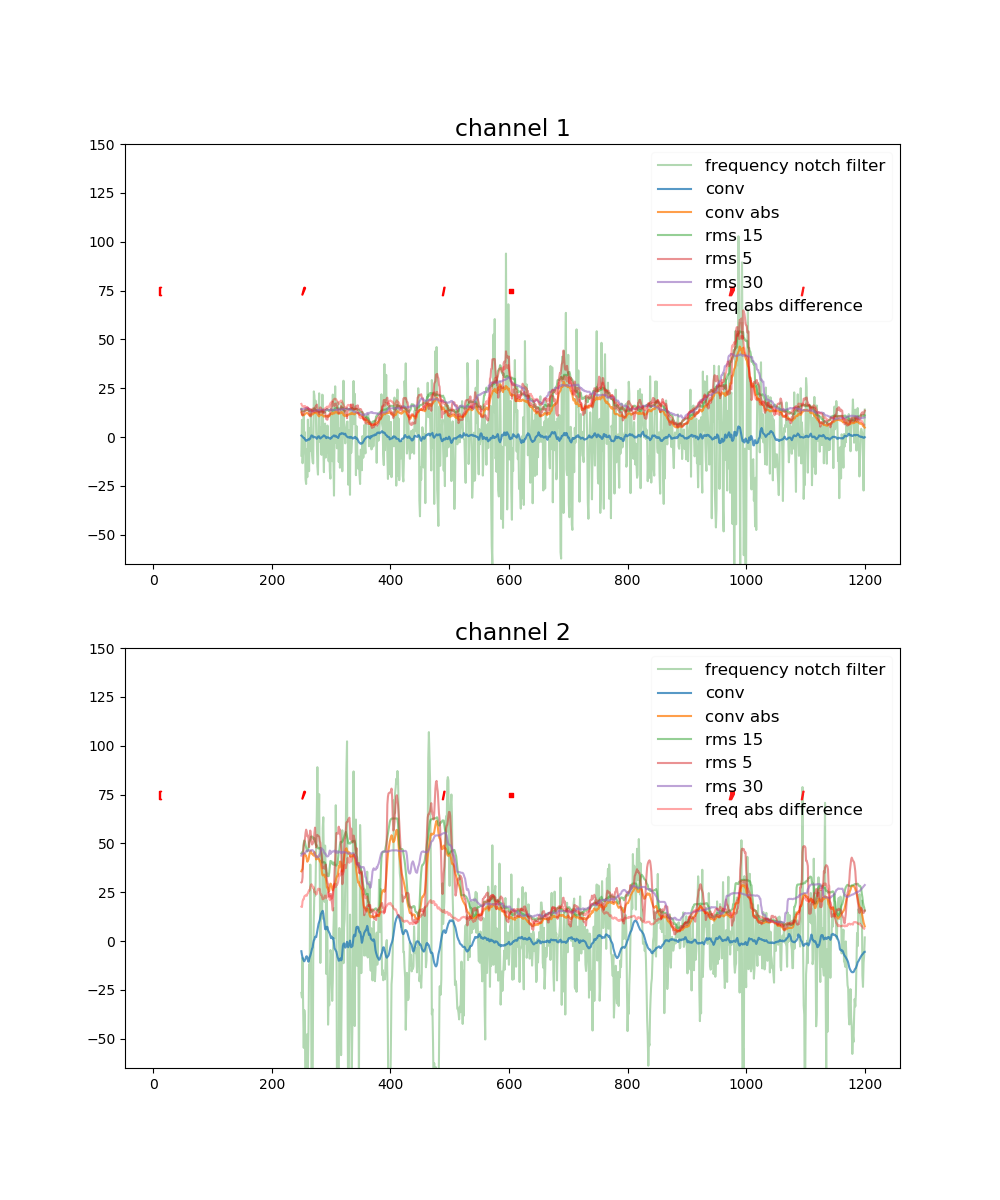 channel 1
150
125
100
75
50
25
0
−25
−50
frequency notch filter
conv
conv abs
rms 15
rms 5
rms 30
freq abs difference
0 200 400 600 800 1000 1200
channel 2
150
125
100
75
50
25
0
−25
−50
frequency notch filter
conv
conv abs
rms 15
rms 5
rms 30
freq abs difference
0 200 400 600 800 1000 1200